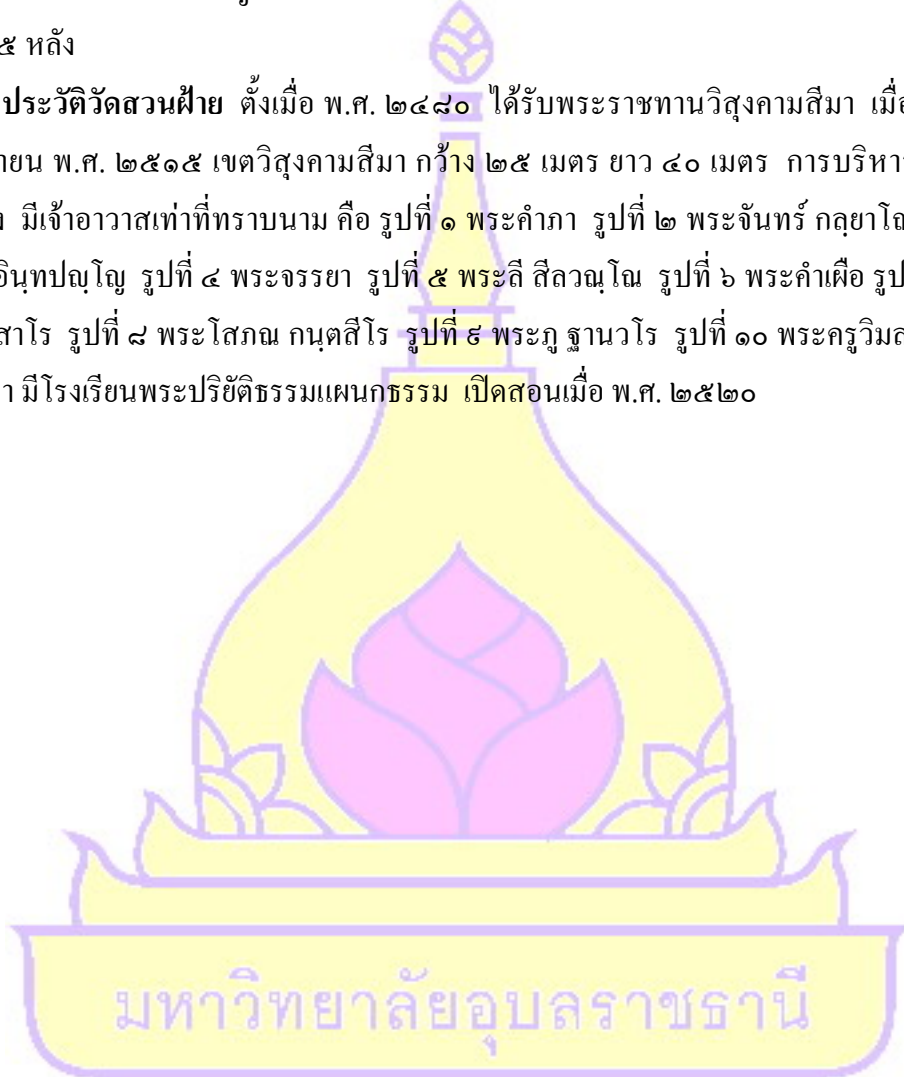 ๕ หลัง
ประวัติวัดสวนฝ้าย ตั้งเมื่อ พ.ศ. ๒๔๘๐ ได้รับพระราชทานวิสุงคามสีมา เมื่อ
ายน พ.ศ. ๒๕๑๕ เขตวิสุงคามสีมา กว้าง ๒๕ เมตร ยาว ๔๐ เมตร การบริหา
มีเจ้าอาวาสเท่าที่ทราบนาม คือ รูปที่ ๑ พระคำภา รูปที่ ๒ พระจันทร์ กลฺยาโณ
อินฺทปญฺโญ รูปที่ ๔ พระจรรยา รูปที่ ๕ พระลี สีลวณฺโณ รูปที่ ๖ พระคำเผือ รูป
สาโร รูปที่ ๘ พระโสภณ กนฺตสีโร รูปที่ ๙ พระภู ฐานวโร รูปที่ ๑๐ พระครูวิมล
า มีโรงเรียนพระปริยัติธรรมแผนกธรรม เปิดสอนเมื่อ พ.ศ. ๒๕๒๐
มหาวิทยาลัยอุบลราชธานี